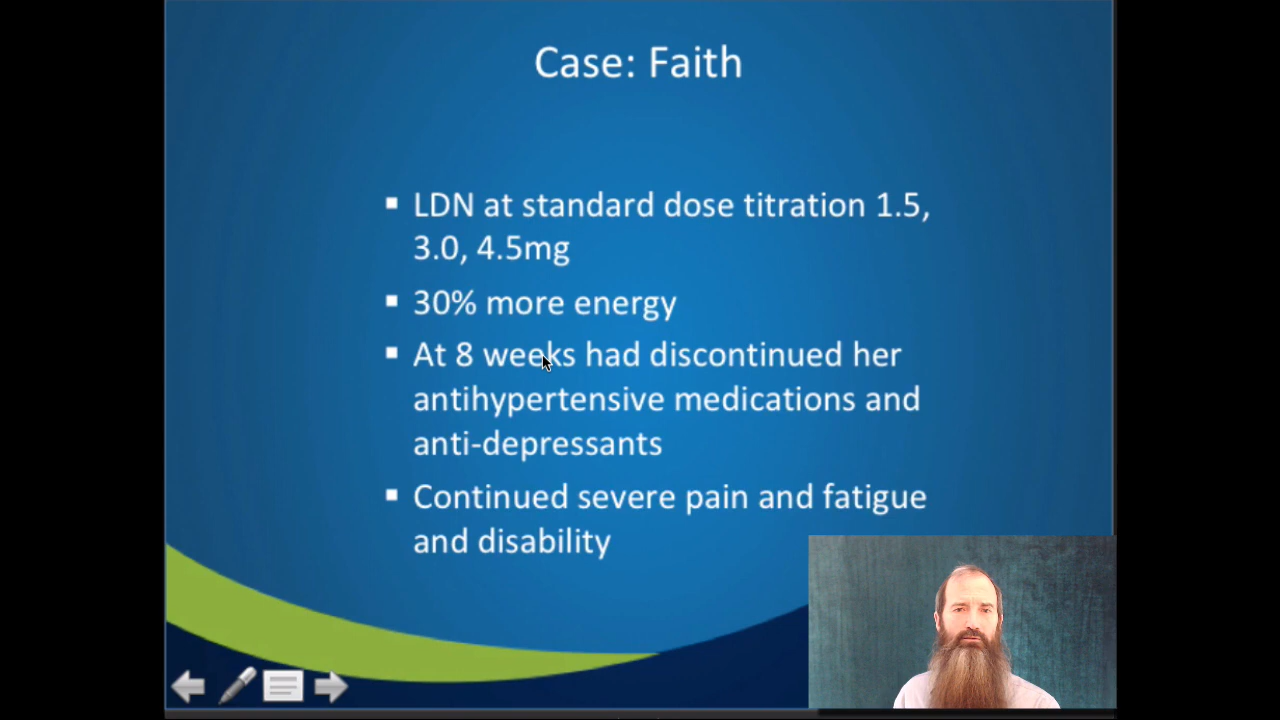 Case: Faith
LDN at standard dose titration 1.5,
3.0, 4.5mg
30% more energy
At 8 weeks had discontinued her
antihypertensive medications and
anti-depressants
Continued severe pain and fatigue
and disability